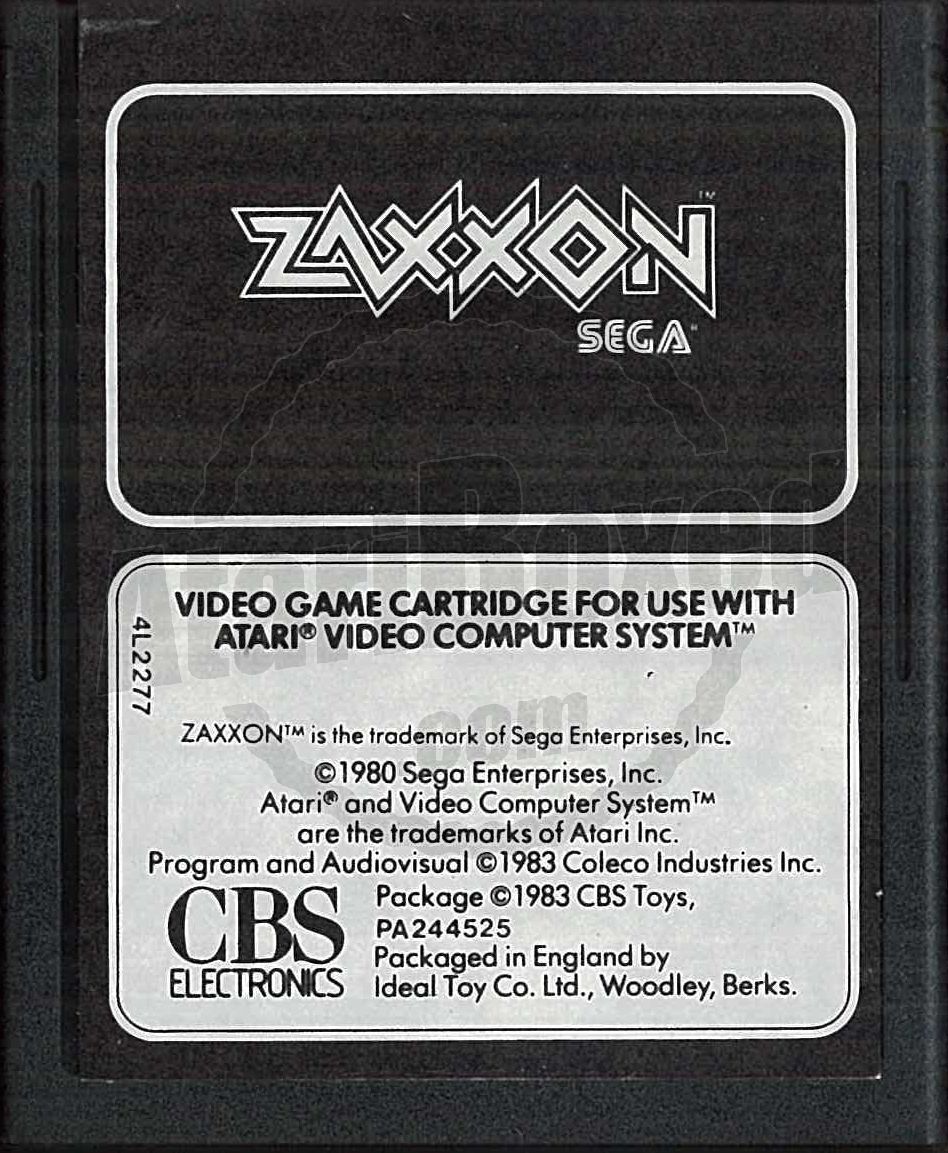 ZAXXON™
SEGA®
VIDEO GAME CARTRIDGE FOR USE WITH
ATARI® VIDEO COMPUTER SYSTEM™
4L2277
ZAXXON™ is the trademark of Sega Enterprises, Inc.
©1980 Sega Enterprises, Inc.
Atari® and Video Computer System™
are the trademarks of Atari Inc.
Program and Audiovisual ©1983 Coleco Industries Inc.
CBS
ELECTRONICS
Package ©1983 CBS Toys,
PA244525
Packaged in England by
Ideal Toy Co. Ltd., Woodley, Berks.
AtariBoxed
.com